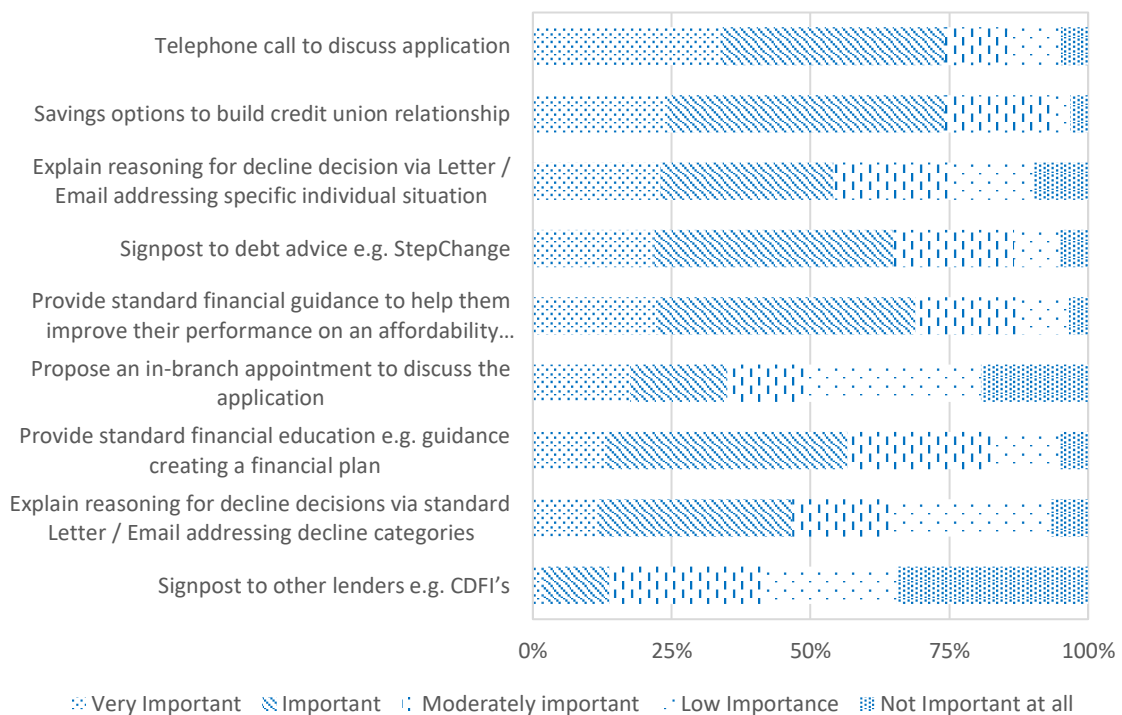 Telephone call to discuss application
Savings options to build credit union relationship
Explain reasoning for decline decision via Letter /
Email addressing specific individual situation
Signpost to debt advice e.g. StepChange
Provide standard financial guidance to help them
improve their performance on an affordability…
Propose an in-branch appointment to discuss the
application
Provide standard financial education e.g. guidance
creating a financial plan
Explain reasoning for decline decisions via standard
Letter / Email addressing decline categories
Signpost to other lenders e.g. CDFI’s
0% 25% 50% 75% 100%
Very Important Important Moderately important Low Importance Not Important at all